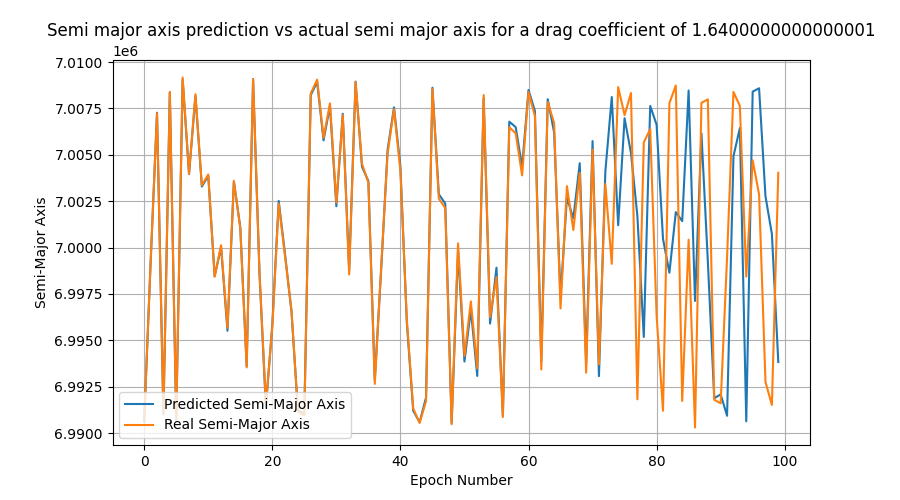 Semi major axis prediction vs actual semi major axis for a drag coefficient of 1.6400000000000001
1e6
7.0100
7.0075
7.0050
7.0025
7.0000
6.9975
6.9950
6.9925
6.9900
Semi-Major Axis
Predicted Semi-Major Axis
Real Semi-Major Axis
0 20 40 60 80 100
Epoch Number